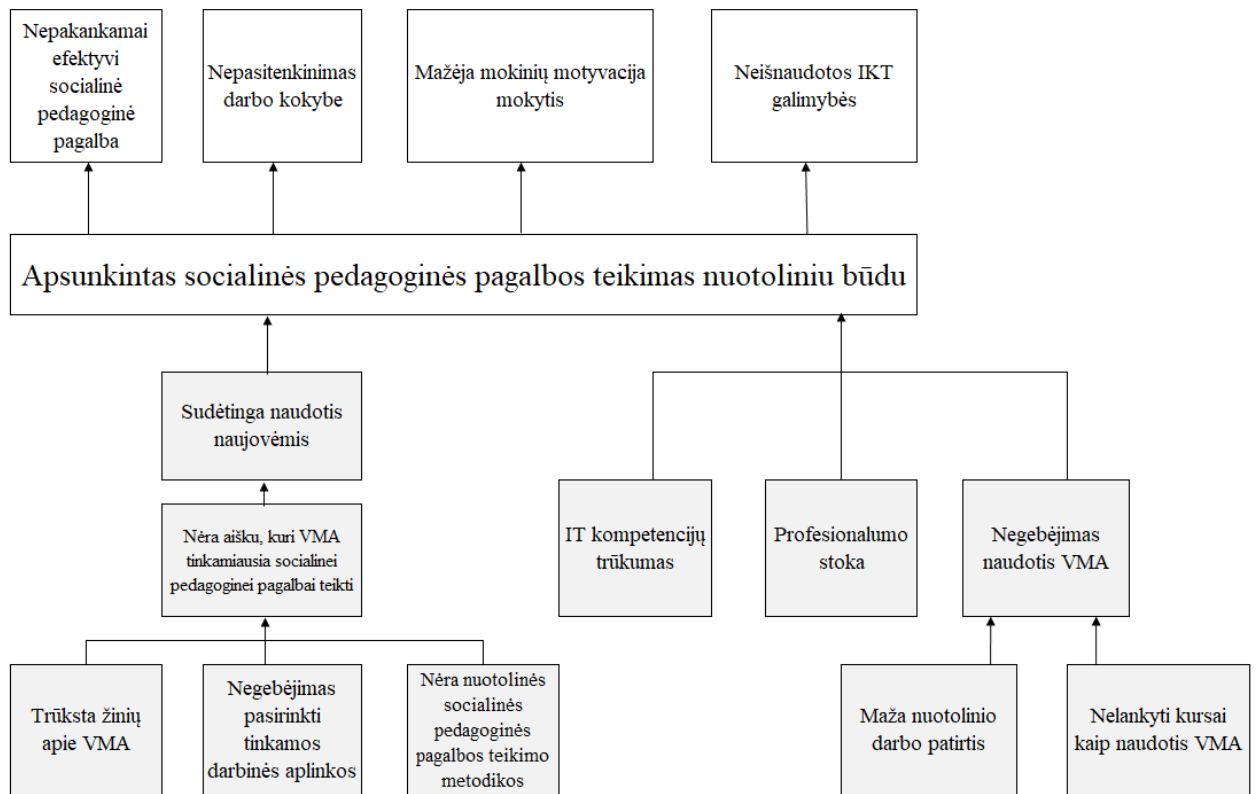 Nepakankamai
efektyvi
socialinė
pedagoginė
pagalba
Nepasitenkinimas
darbo kokybe
Mažėja mokinių motyvacija
mokytis
Neišnaudotos IKT
galimybės
Apsunkintas socialinės pedagoginės pagalbos teikimas nuotoliniu būdu
Sudėtinga naudotis
naujovėmis
Nėra aišku, kuri VMA
tinkamiausia socialinei
pedagoginei pagalbai teikti
IT kompetencijų
trūkumas
Profesionalumo
stoka
Negebėjimas
naudotis VMA
Trūksta žinių
apie VMA
Negebėjimas
pasirinkti
tinkamos
darbinės aplinkos
Nėra nuotolinės
socialinės
pedagoginės
pagalbos teikimo
metodikos
Maža nuotolinio
darbo patirtis
Nelankyti kursai
kaip naudotis VMA